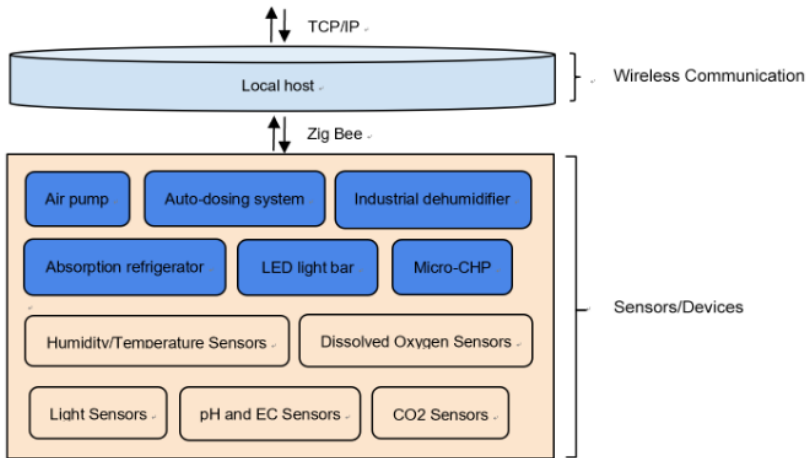 TCP/IP
Local host
Wireless Communication
Zig Bee
Air pump
Auto-dosing system
Industrial dehumidifier
Absorption refrigerator
LED light bar
Micro-CHP
Sensors/Devices
Humidity/Temperature Sensors
Dissolved Oxygen Sensors
Light Sensors
pH and EC Sensors
CO2 Sensors